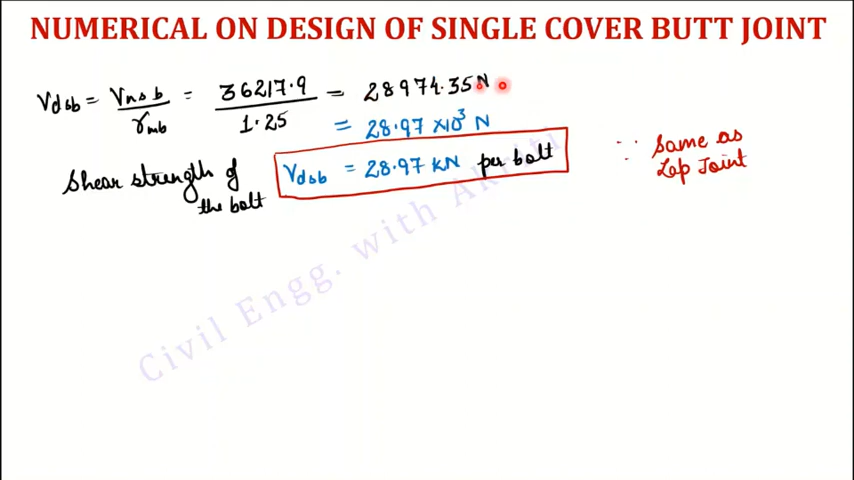 NUMERICAL ON DESIGN OF SINGLE COVER BUTT JOINT
Vdsb = Vnsb / γmb = 36217.9 / 1.25 = 28974.35N
= 28.97 ×10³ N
Shear strength of the bolt
Vdsb = 28.97 KN per bolt
∵ Same as
Lap Joint
Civil Engg. with Ak